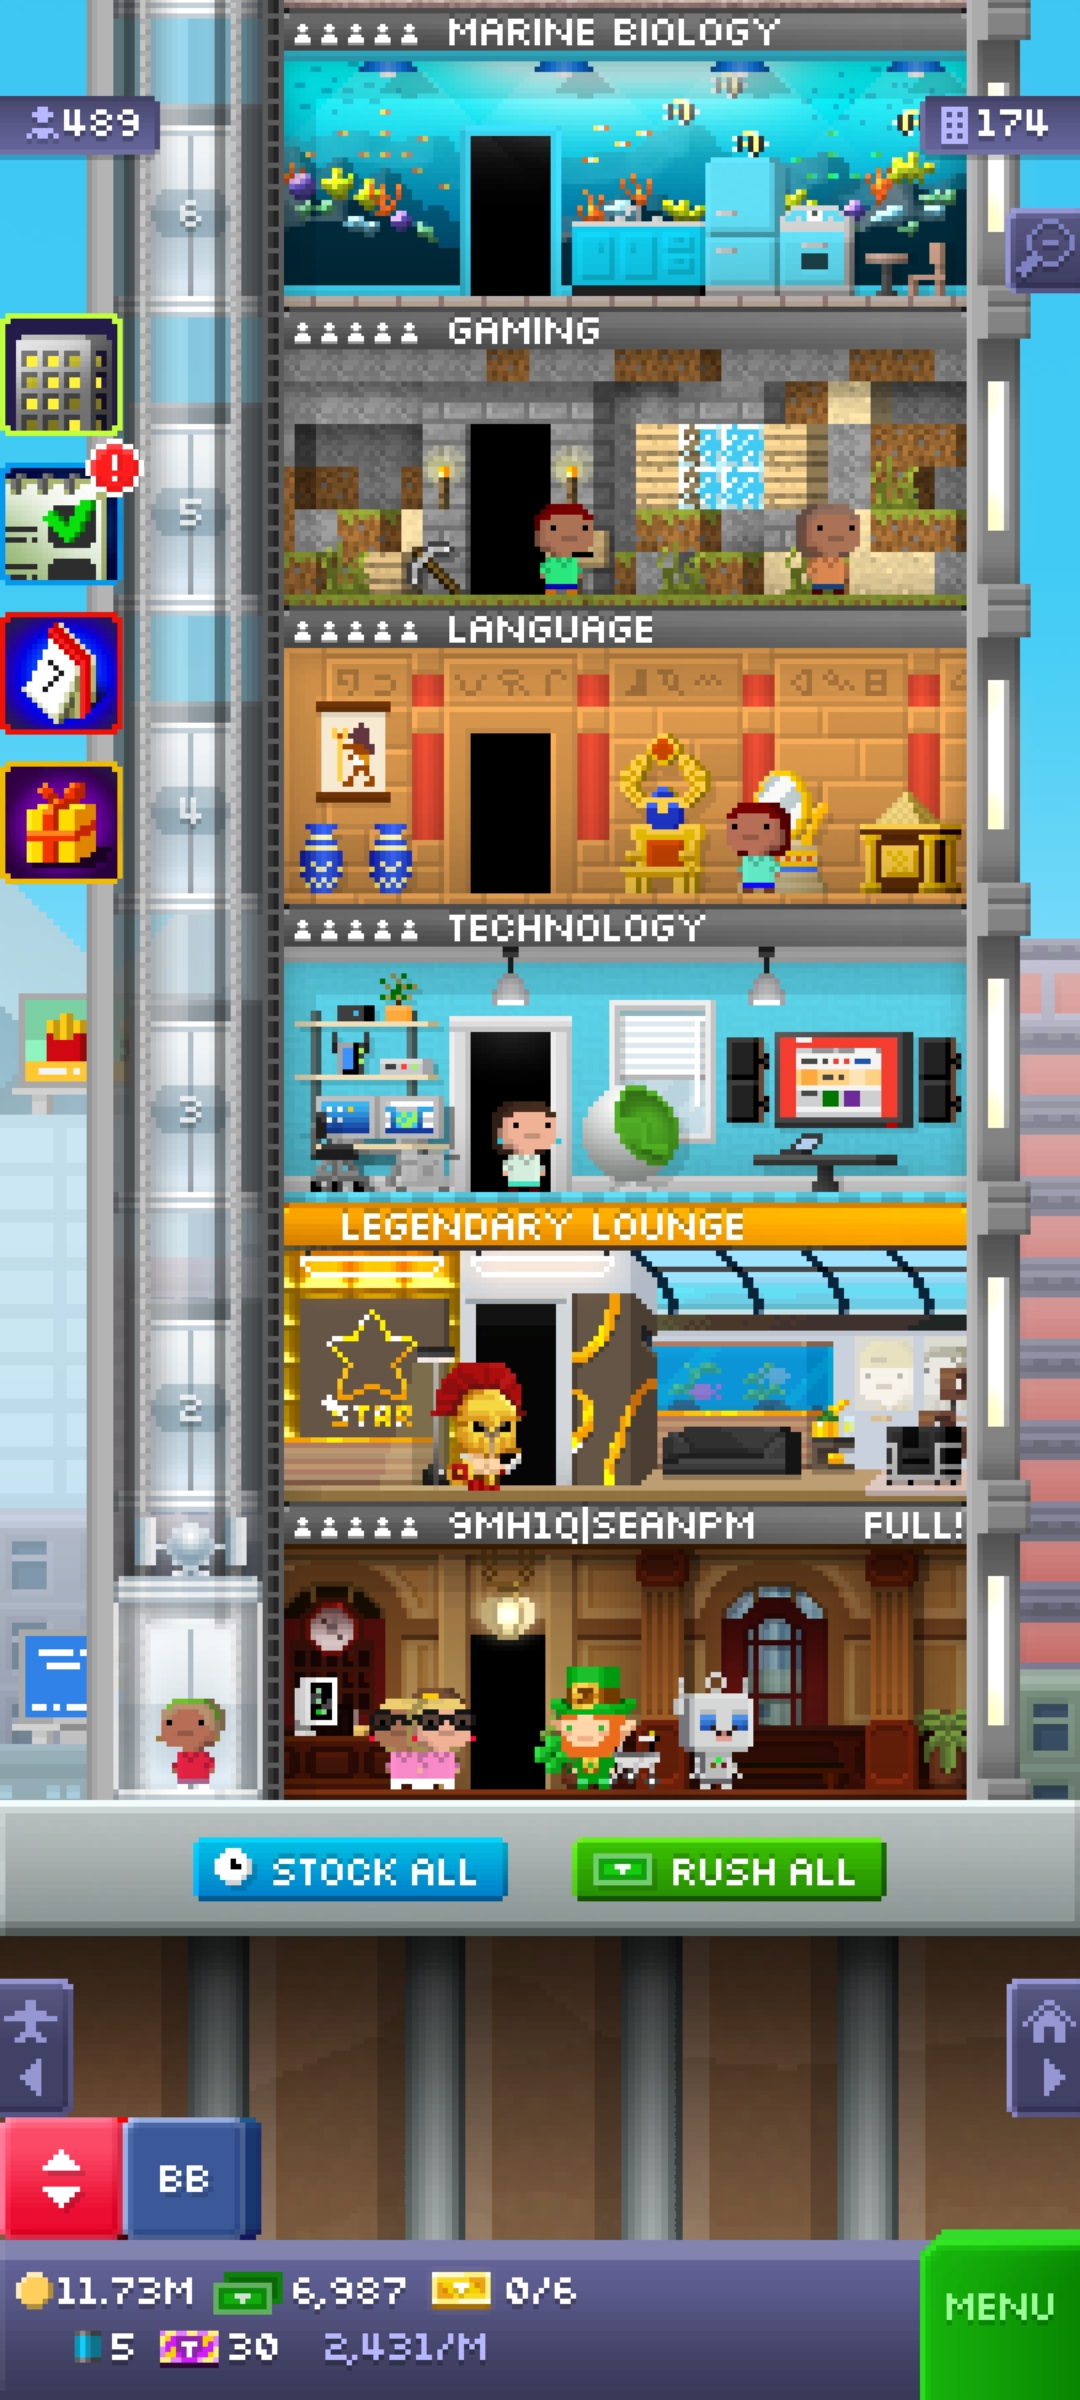 MARINE BIOLOGY
489
174
6
GAMING
5
LANGUAGE
4
TECHNOLOGY
3
LEGENDARY LOUNGE
STAR
2
9MH1Q|SEANPM FULL!
STOCK ALL
RUSH ALL
BB
11.73M 6,987 0/6
MENU
5 30 2,431/M